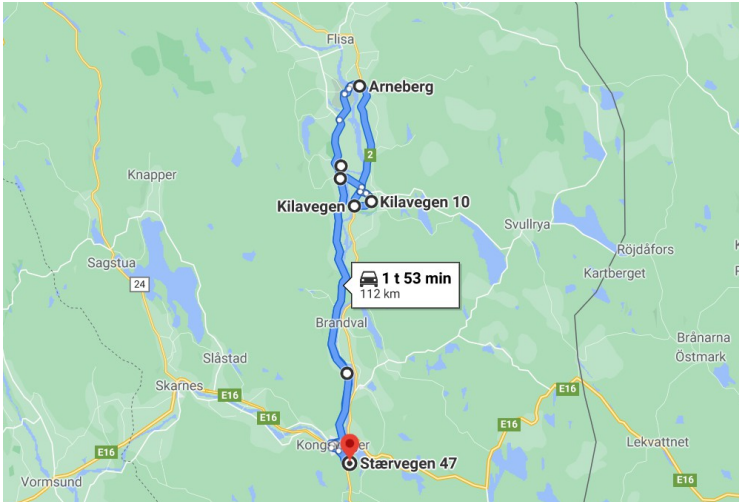 Flisa
Arneberg
2
Knapper
Kilavegen
Kilavegen 10
Svullrya
Röjdåfors
Sagstua
Kartberget
24
1 t 53 min
112 km
Brandval
Brånarna
Östmark
Slåstad
Skarnes
E16
E16
E16
E16
E16
E16
Lekvattnet
Stærvegen 47
Vormsund